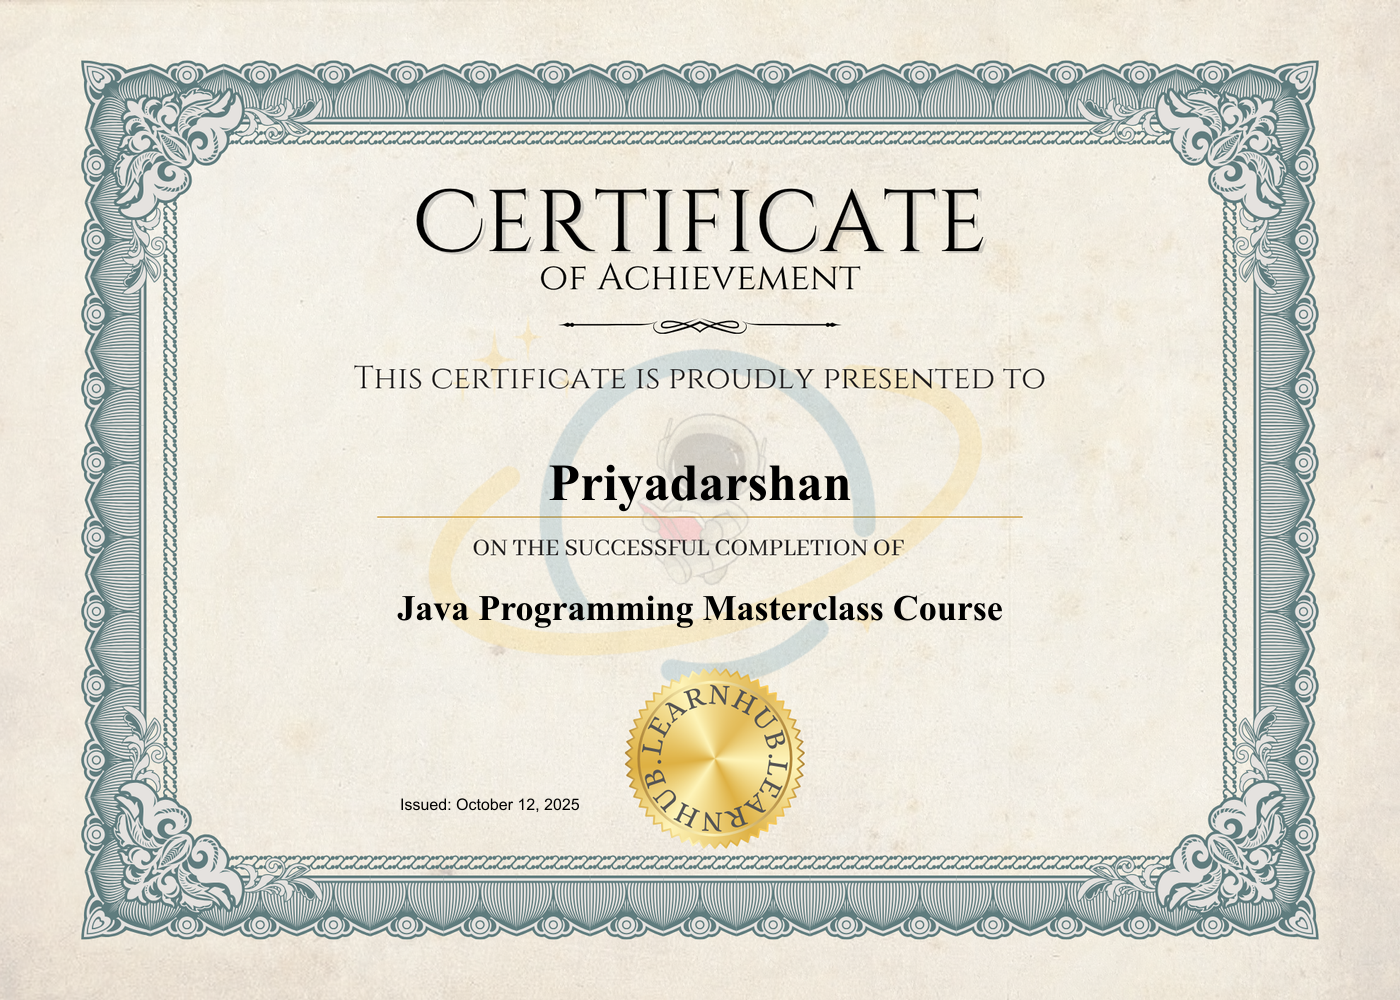 CERTIFICATE
OF ACHIEVEMENT
THIS CERTIFICATE IS PROUDLY PRESENTED TO
Priyadarshan
ON THE SUCCESSFUL COMPLETION OF
Java Programming Masterclass Course
LEARNHUB.LEARNHUB.
Issued: October 12, 2025